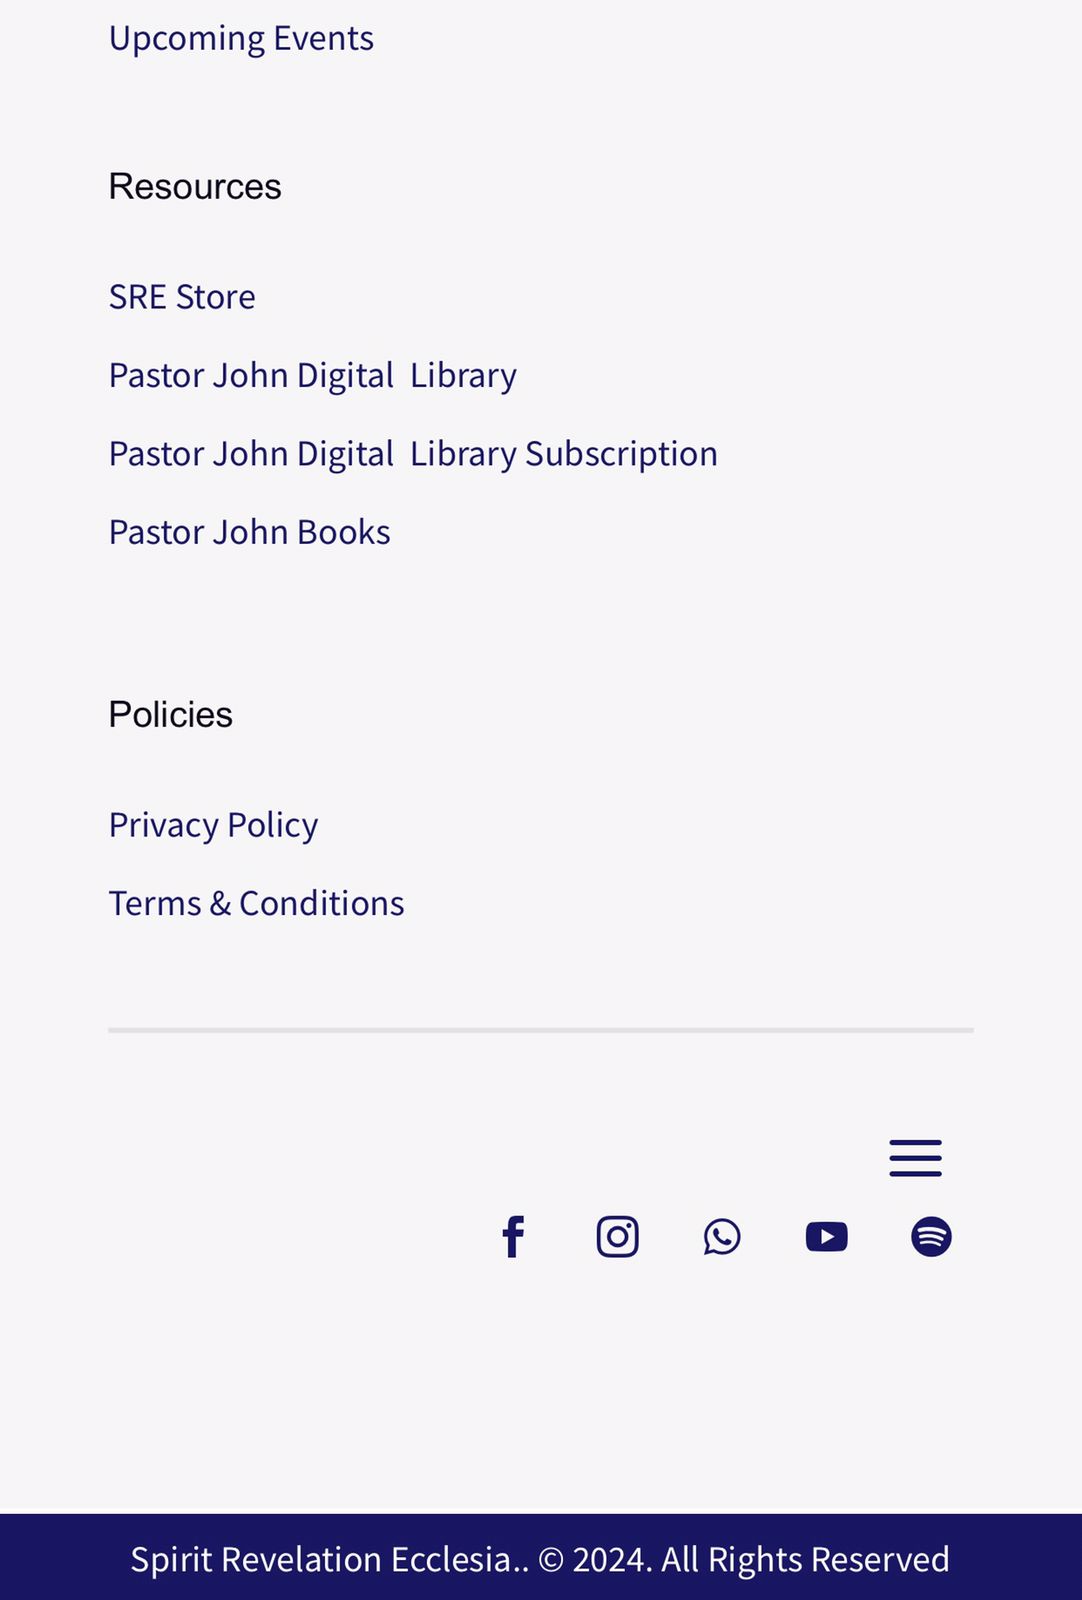 Upcoming Events
Resources
SRE Store
Pastor John Digital  Library
Pastor John Digital  Library Subscription
Pastor John Books
Policies
Privacy Policy
Terms & Conditions
Spirit Revelation Ecclesia.. © 2024. All Rights Reserved